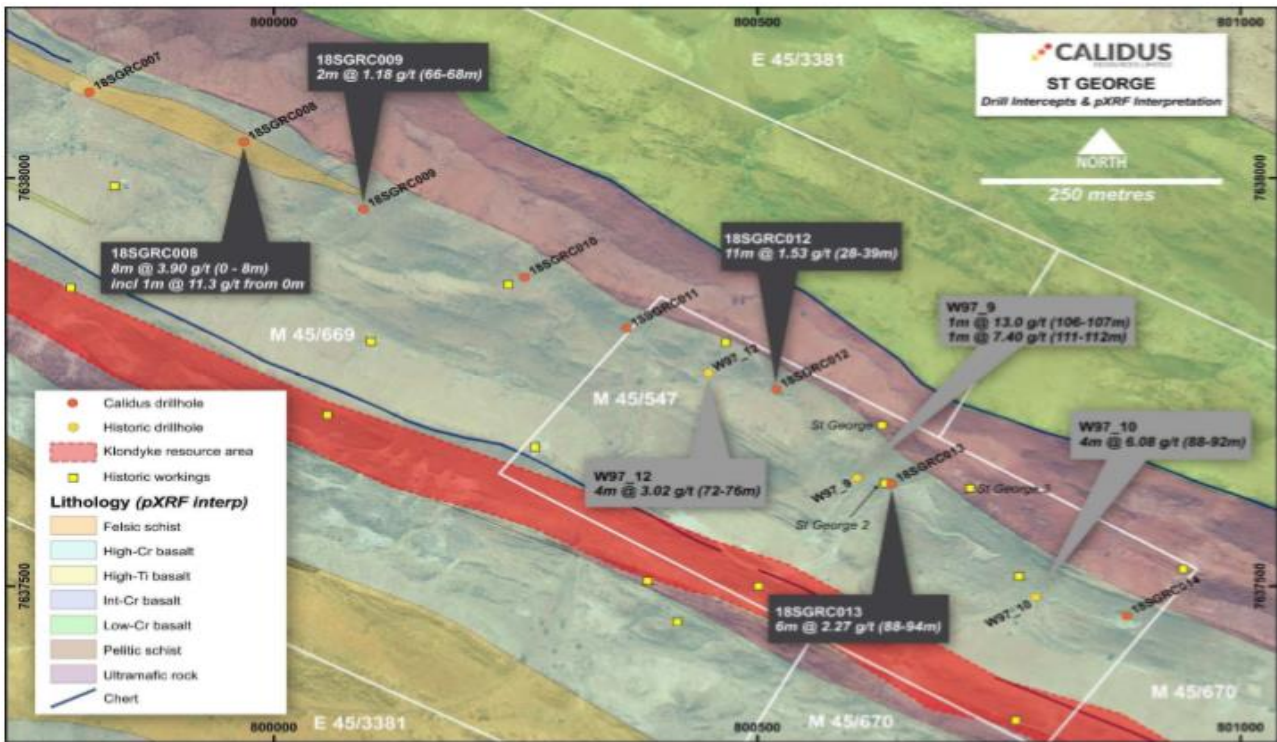 800000
800500
801000
18SGRC007
18SGRC009
2m @ 1.18 g/t (66-68m)
E 45/3381
CALIDUS
RESOURCES LIMITED
ST GEORGE
Drill Intercepts & pXRF Interpretation
NORTH
250 metres
18SGRC008
7638000
7638000
18SGRC009
18SGRC008
8m @ 3.90 g/t (0 - 8m)
incl 1m @ 11.3 g/t from 0m
18SGRC012
11m @ 1.53 g/t (28-39m)
18SGRC010
W97_9
1m @ 13.0 g/t (106-107m)
1m @ 7.40 g/t (111-112m)
M 45/669
18SGRC011
W97_12
18SGRC012
M 45/547
St George
W97_10
4m @ 6.08 g/t (88-92m)
W97_12
4m @ 3.02 g/t (72-76m)
W97_9
18SGRC013
St George 2
St George 3
Calidus drillhole
Historic drillhole
Klondyke resource area
Historic workings
Lithology (pXRF interp)
Felsic schist
High-Cr basalt
High-Ti basalt
Int-Cr basalt
Low-Cr basalt
Pelitic schist
Ultramafic rock
Chert
7637500
7637500
18SGRC013
6m @ 2.27 g/t (88-94m)
W97_10
18SGRC014
M 45/670
E 45/3381
M 45/670
800000
800500
801000